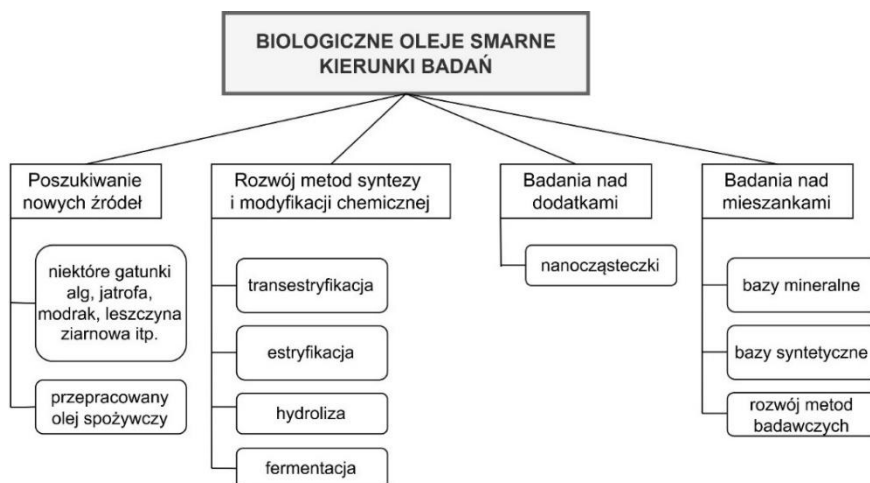 BIOLOGICZNE OLEJE SMARNE
KIERUNKI BADAŃ
Poszukiwanie
nowych źródeł
niektóre gatunki
alg, jatrofa,
modrak, leszczyna
ziarnowa itp.
przepracowany
olej spożywczy
Rozwój metod syntezy
i modyfikacji chemicznej
transestryfikacja
estryfikacja
hydroliza
fermentacja
Badania nad
dodatkami
nanocząsteczki
Badania nad
mieszankami
bazy mineralne
bazy syntetyczne
rozwój metod
badawczych